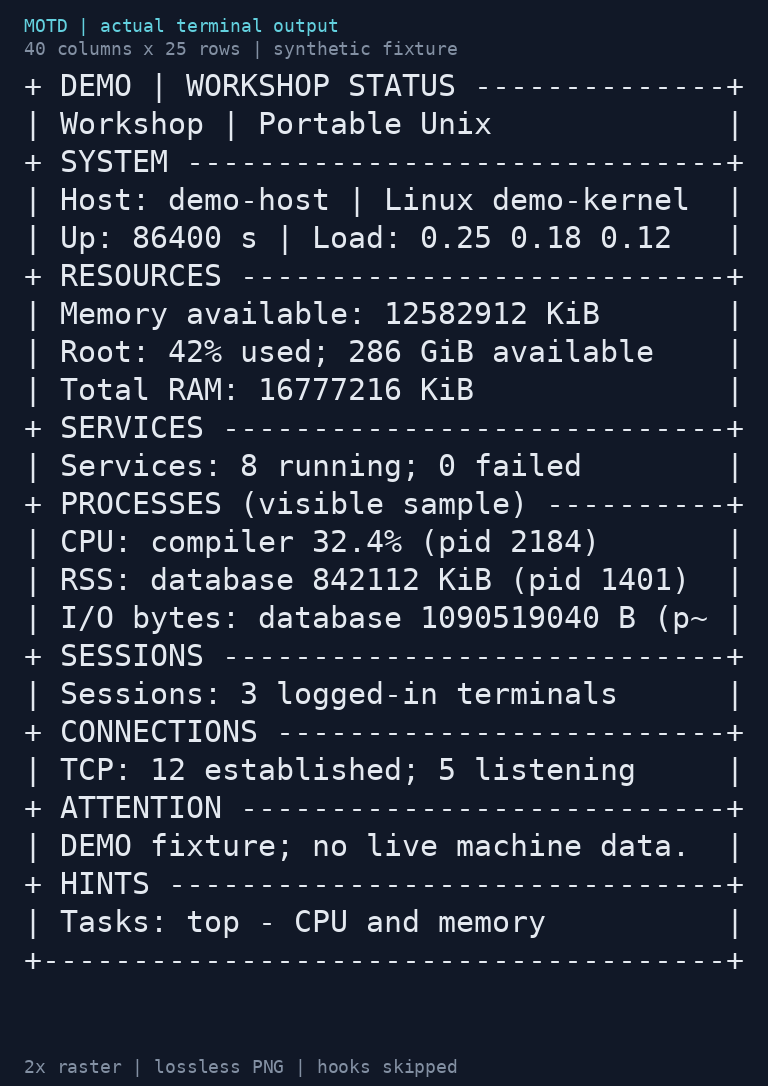 MOTD | actual terminal output
40 columns x 25 rows | synthetic fixture
+ DEMO | WORKSHOP STATUS --------------+
| Workshop | Portable Unix             |
+ SYSTEM ------------------------------+
| Host: demo-host | Linux demo-kernel  |
| Up: 86400 s | Load: 0.25 0.18 0.12   |
+ RESOURCES ---------------------------+
| Memory available: 12582912 KiB       |
| Root: 42% used; 286 GiB available    |
| Total RAM: 16777216 KiB              |
+ SERVICES ----------------------------+
| Services: 8 running; 0 failed        |
+ PROCESSES (visible sample) ----------+
| CPU: compiler 32.4% (pid 2184)       |
| RSS: database 842112 KiB (pid 1401)  |
| I/O bytes: database 1090519040 B (p~ |
+ SESSIONS ----------------------------+
| Sessions: 3 logged-in terminals      |
+ CONNECTIONS -------------------------+
| TCP: 12 established; 5 listening     |
+ ATTENTION ---------------------------+
| DEMO fixture; no live machine data.  |
+ HINTS -------------------------------+
| Tasks: top - CPU and memory          |
+--------------------------------------+
2x raster | lossless PNG | hooks skipped